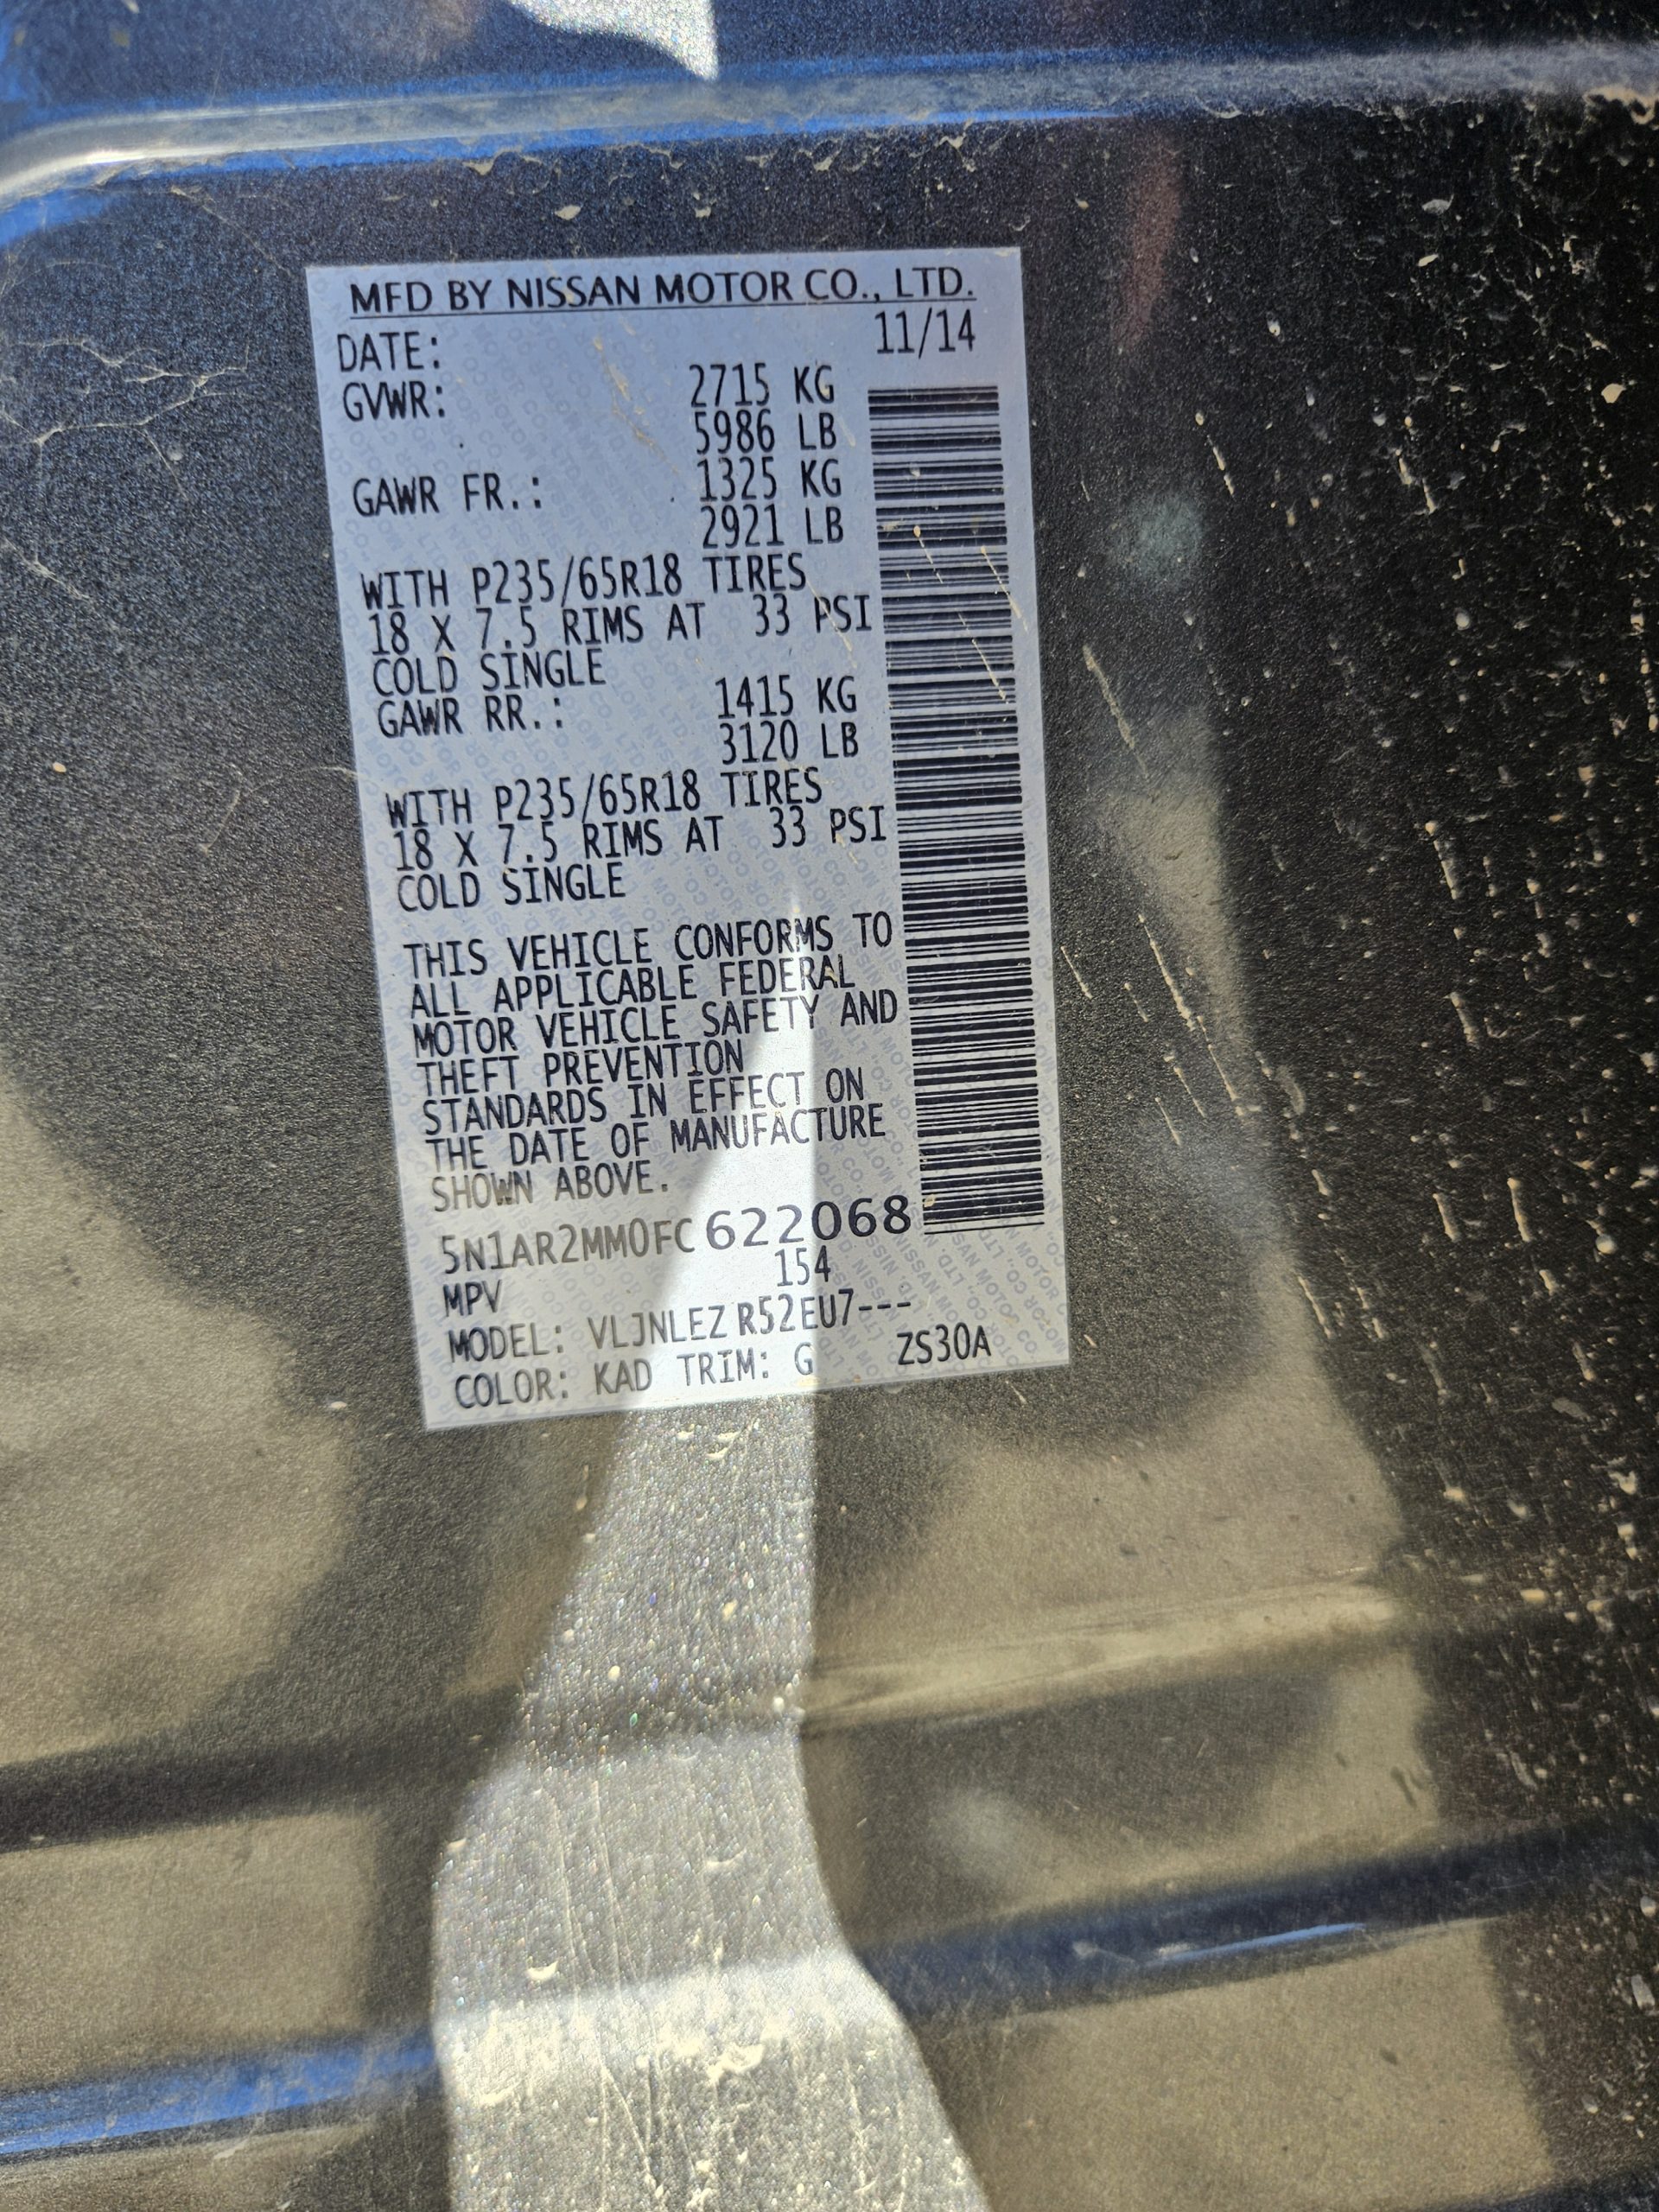 MFD BY NISSAN MOTOR CO., LTD.
DATE: 11/14
GVWR: 2715 KG
5986 LB
GAWR FR.: 1325 KG
2921 LB
WITH P235/65R18 TIRES
18 X 7.5 RIMS AT 33 PSI
COLD SINGLE
GAWR RR.: 1415 KG
3120 LB
WITH P235/65R18 TIRES
18 X 7.5 RIMS AT 33 PSI
COLD SINGLE
THIS VEHICLE CONFORMS TO
ALL APPLICABLE FEDERAL
MOTOR VEHICLE SAFETY AND
THEFT PREVENTION
STANDARDS IN EFFECT ON
THE DATE OF MANUFACTURE
SHOWN ABOVE.
5N1AR2MM0FC622068
MPV 154
MODEL: VLJNLEZ R52EU7---
COLOR: KAD TRIM: G ZS30A